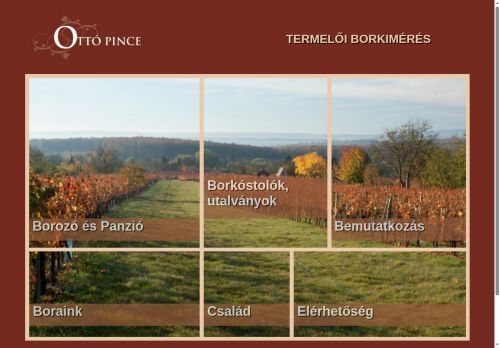 OTTÓ PINCE
TERMELŐI BORKIMÉRÉS
Borkóstolók,
utalványok
Borozó és Panzió
Bemutatkozás
Boraink
Család
Elérhetőség